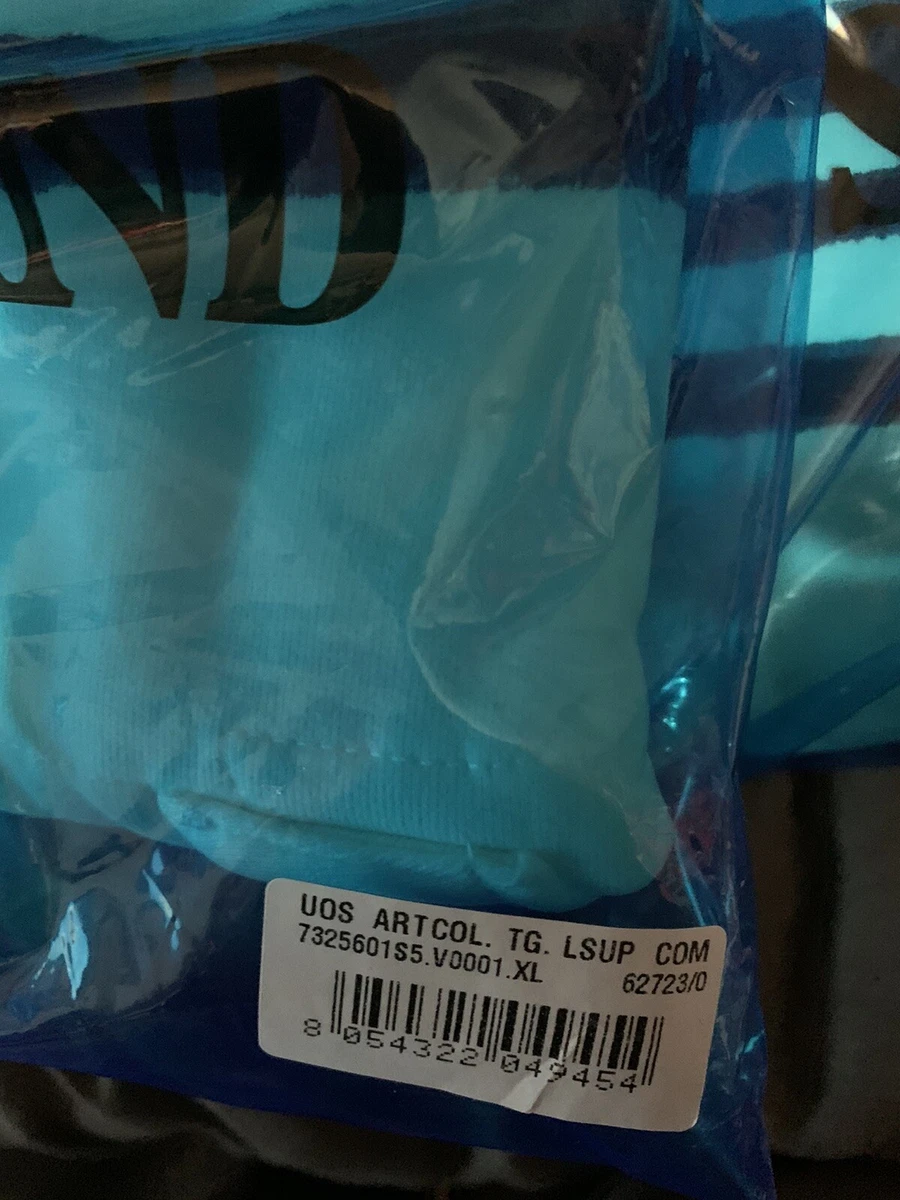 ND
UOS ARTCOL. TG. LSUP COM
7325601S5.V0001.XL 62723/0
8 054322 049454